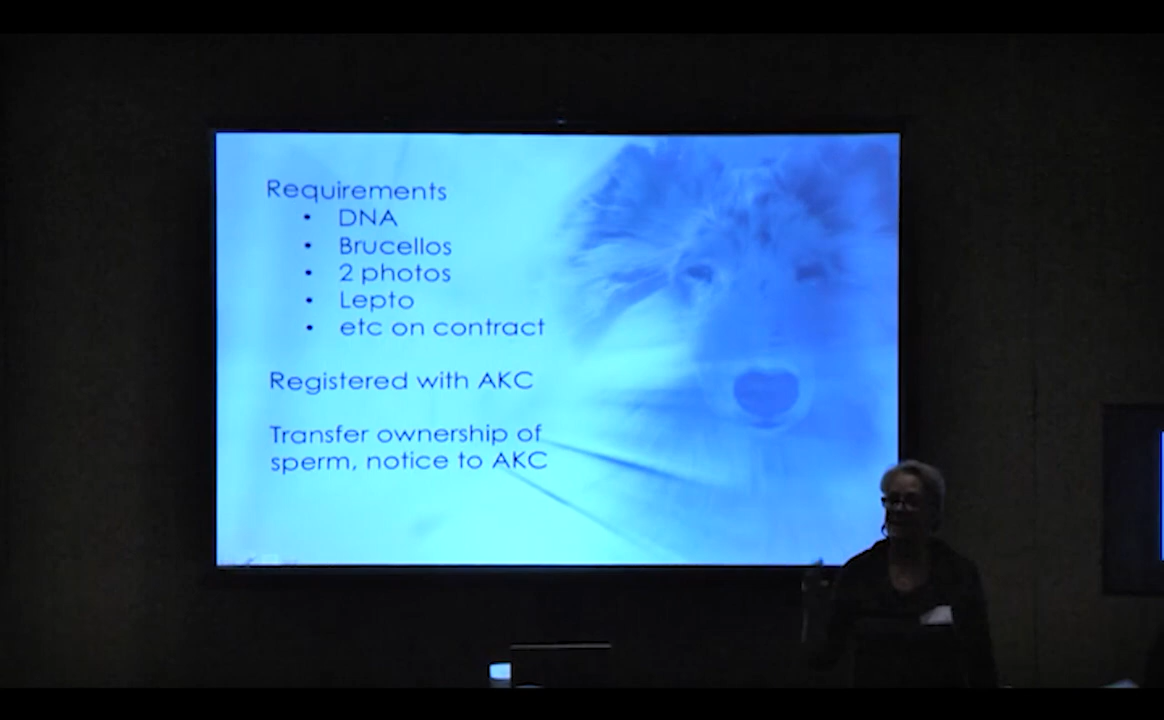 Requirements
• DNA
• Brucellos
• 2 photos
• Lepto
• etc on contract
Registered with AKC
Transfer ownership of
sperm, notice to AKC